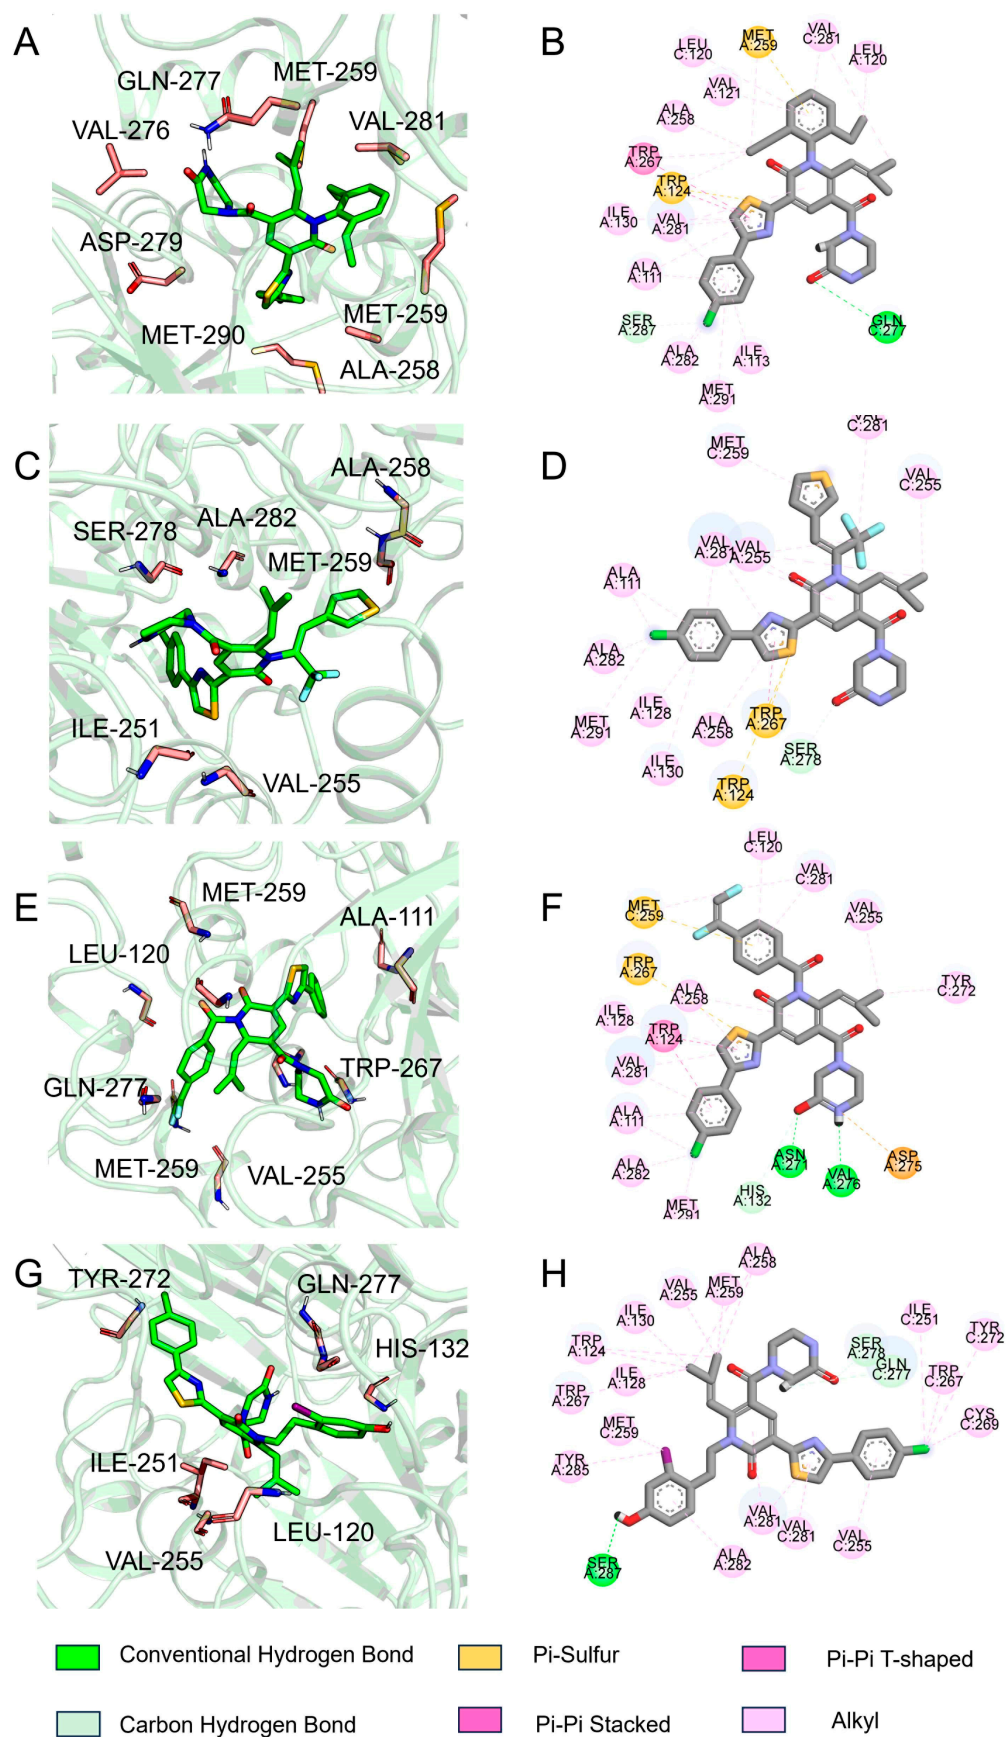 A
GLN-277
MET-259
VAL-276
VAL-281
ASP-279
MET-290
MET-259
ALA-258
B
LEU
C:120
MET
A:259
VAL
C:281
LEU
A:120
VAL
A:121
ALA
A:258
TRP
A:267
TRP
A:124
ILE
A:130
VAL
A:281
ALA
A:111
SER
A:287
GLN
C:277
ALA
A:282
ILE
A:113
MET
A:291
C
ALA-258
SER-278
ALA-282
MET-259
ILE-251
VAL-255
D
MET
C:259
VAL
C:281
VAL
C:255
VAL
A:281
VAL
A:255
ALA
A:111
ALA
A:282
ILE
A:128
MET
A:291
ALA
A:258
TRP
A:267
ILE
A:130
SER
A:278
TRP
A:124
E
MET-259
ALA-111
LEU-120
GLN-277
TRP-267
MET-259
VAL-255
F
LEU
C:120
VAL
C:281
MET
C:259
VAL
A:255
TRP
A:267
TYR
C:272
ALA
A:258
ILE
A:128
TRP
A:124
VAL
A:281
ALA
A:111
ALA
A:282
ASN
A:271
ASP
A:275
VAL
A:276
HIS
A:132
MET
A:291
G
TYR-272
GLN-277
HIS-132
ILE-251
LEU-120
VAL-255
H
ALA
A:258
VAL
A:255
MET
A:259
ILE
A:130
ILE
C:251
TRP
A:124
SER
A:278
TYR
C:272
GLN
C:277
ILE
A:128
TRP
C:267
TRP
A:267
MET
C:259
CYS
C:269
TYR
A:285
VAL
A:281
VAL
C:281
VAL
C:255
SER
A:287
ALA
A:282
Conventional Hydrogen Bond
Pi-Sulfur
Pi-Pi T-shaped
Carbon Hydrogen Bond
Pi-Pi Stacked
Alkyl